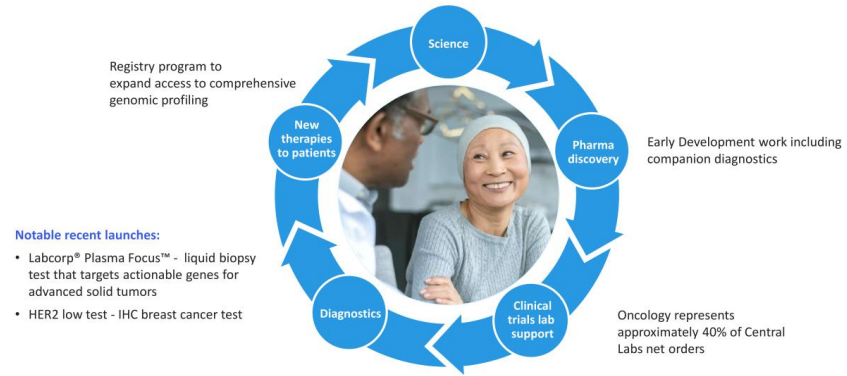 Science
Registry program to
expand access to comprehensive
genomic profiling
New
therapies
to patients
Pharma
discovery
Early Development work including
companion diagnostics
Notable recent launches:
• Labcorp® Plasma Focus™ - liquid biopsy
test that targets actionable genes for
advanced solid tumors
• HER2 low test - IHC breast cancer test
Diagnostics
Clinical
trials lab
support
Oncology represents
approximately 40% of Central
Labs net orders